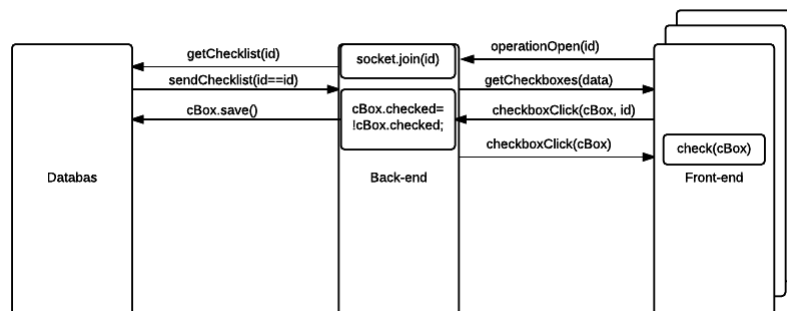 getChecklist(id)
socket.join(id)
operationOpen(id)
sendChecklist(id==id)
getCheckboxes(data)
cBox.save()
cBox.checked=
!cBox.checked;
checkboxClick(cBox, id)
checkboxClick(cBox)
check(cBox)
Databas
Back-end
Front-end